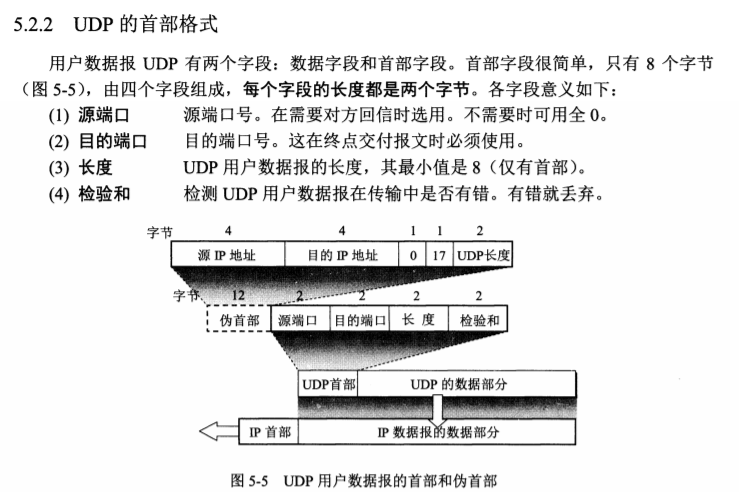 5.2.2 UDP 的首部格式
用户数据报 UDP 有两个字段：数据字段和首部字段。首部字段很简单，只有 8 个字节
（图 5-5），由四个字段组成，每个字段的长度都是两个字节。各字段意义如下：
(1) 源端口 源端口号。在需要对方回信时选用。不需要时可用全 0。
(2) 目的端口 目的端口号。这在终点交付报文时必须使用。
(3) 长度 UDP 用户数据报的长度，其最小值是 8（仅有首部）。
(4) 检验和 检测 UDP 用户数据报在传输中是否有错。有错就丢弃。
字节 4 4 1 1 2
源 IP 地址 目的 IP 地址 0 17 UDP长度
字节 12 2 2 2 2
伪首部 源端口 目的端口 长 度 检验和
UDP首部 UDP 的数据部分
IP 首部 IP 数据报的数据部分
图 5-5 UDP 用户数据报的首部和伪首部